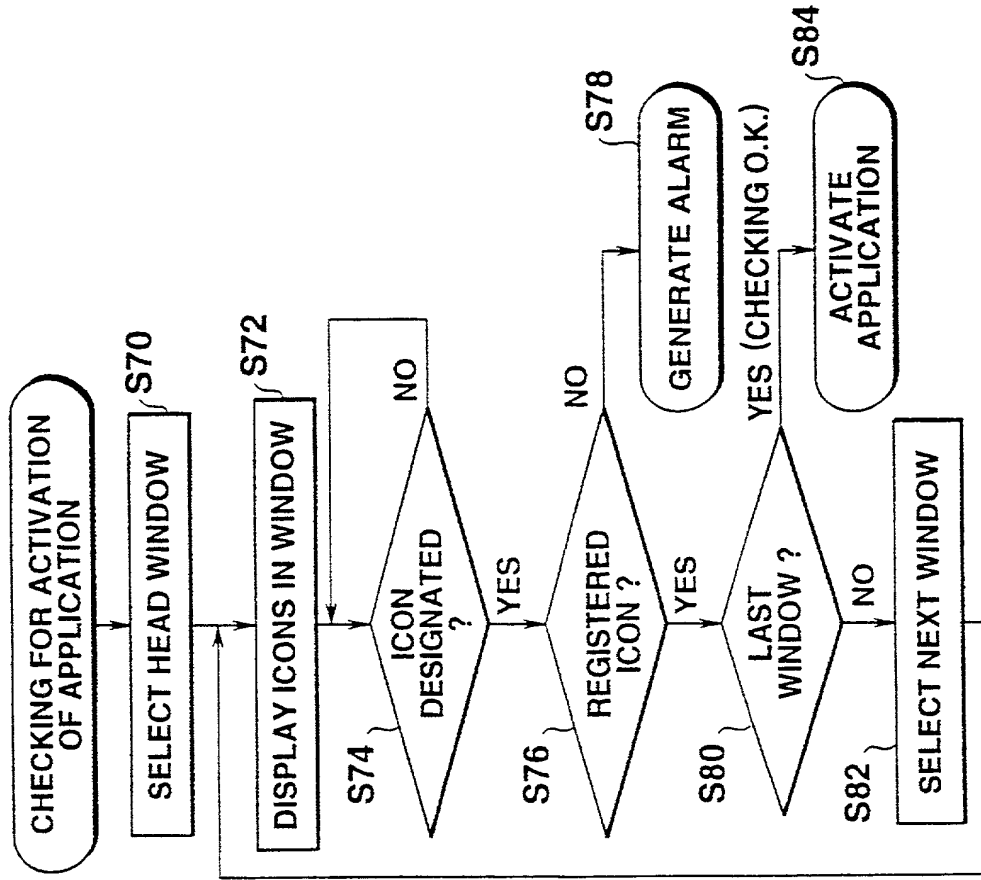 CHECKING FOR ACTIVATION
OF APPLICATION
S70
SELECT HEAD WINDOW
S72
DISPLAY ICONS IN WINDOW
S74
ICON
DESIGNATED
?
NO
YES
S76
REGISTERED
ICON ?
NO
S78
GENERATE ALARM
YES
S80
LAST
WINDOW ?
YES (CHECKING O.K.)
S84
ACTIVATE
APPLICATION
NO
S82
SELECT NEXT WINDOW